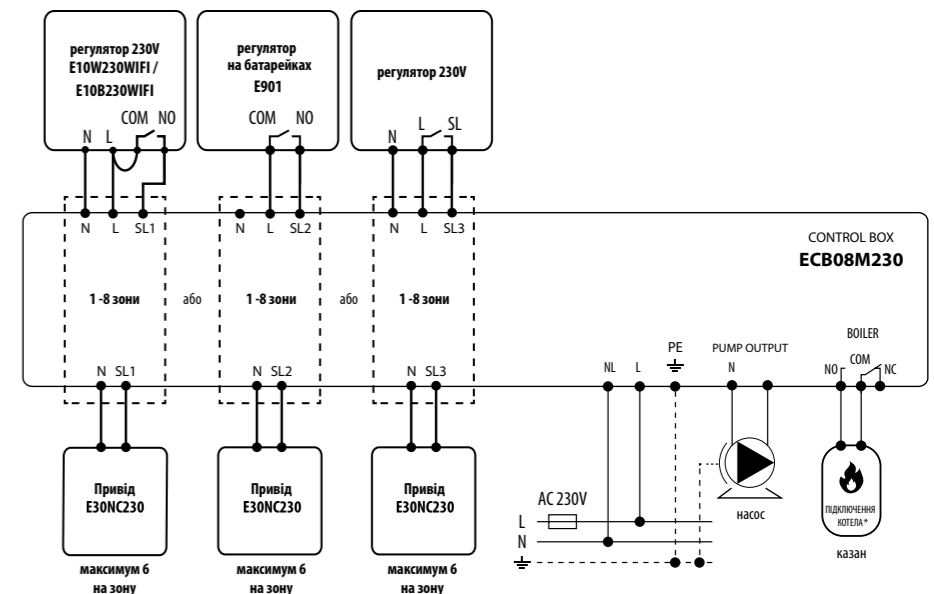 регулятор 230V
E10W230WIFI /
E10B230WIFI
COM NO
N L
регулятор
на батарейках
E901
COM NO
регулятор 230V
L SL
N
N L SL1
N L SL2
N L SL3
CONTROL BOX
ECB08M230
1 -8 зони
або
1 -8 зони
або
1 -8 зони
N SL1
N SL2
N SL3
NL
L
PE
PUMP OUTPUT
N
BOILER
COM
NO
NC
Привід
E30NC230
Привід
E30NC230
Привід
E30NC230
максимум 6
на зону
максимум 6
на зону
максимум 6
на зону
AC 230V
L
N
насос
ПІДКЛЮЧЕННЯ
КОТЕЛА*
казан